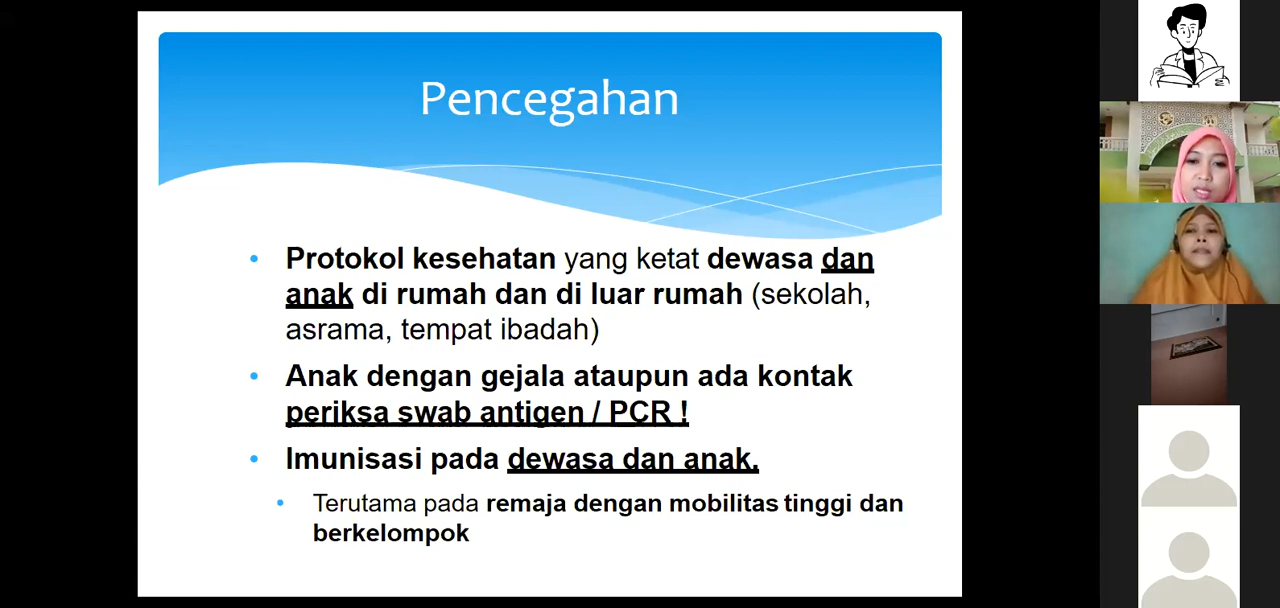 Pencegahan
• Protokol kesehatan yang ketat dewasa dan
anak di rumah dan di luar rumah (sekolah,
asrama, tempat ibadah)
• Anak dengan gejala ataupun ada kontak
periksa swab antigen / PCR !
• Imunisasi pada dewasa dan anak.
• Terutama pada remaja dengan mobilitas tinggi dan
berkelompok